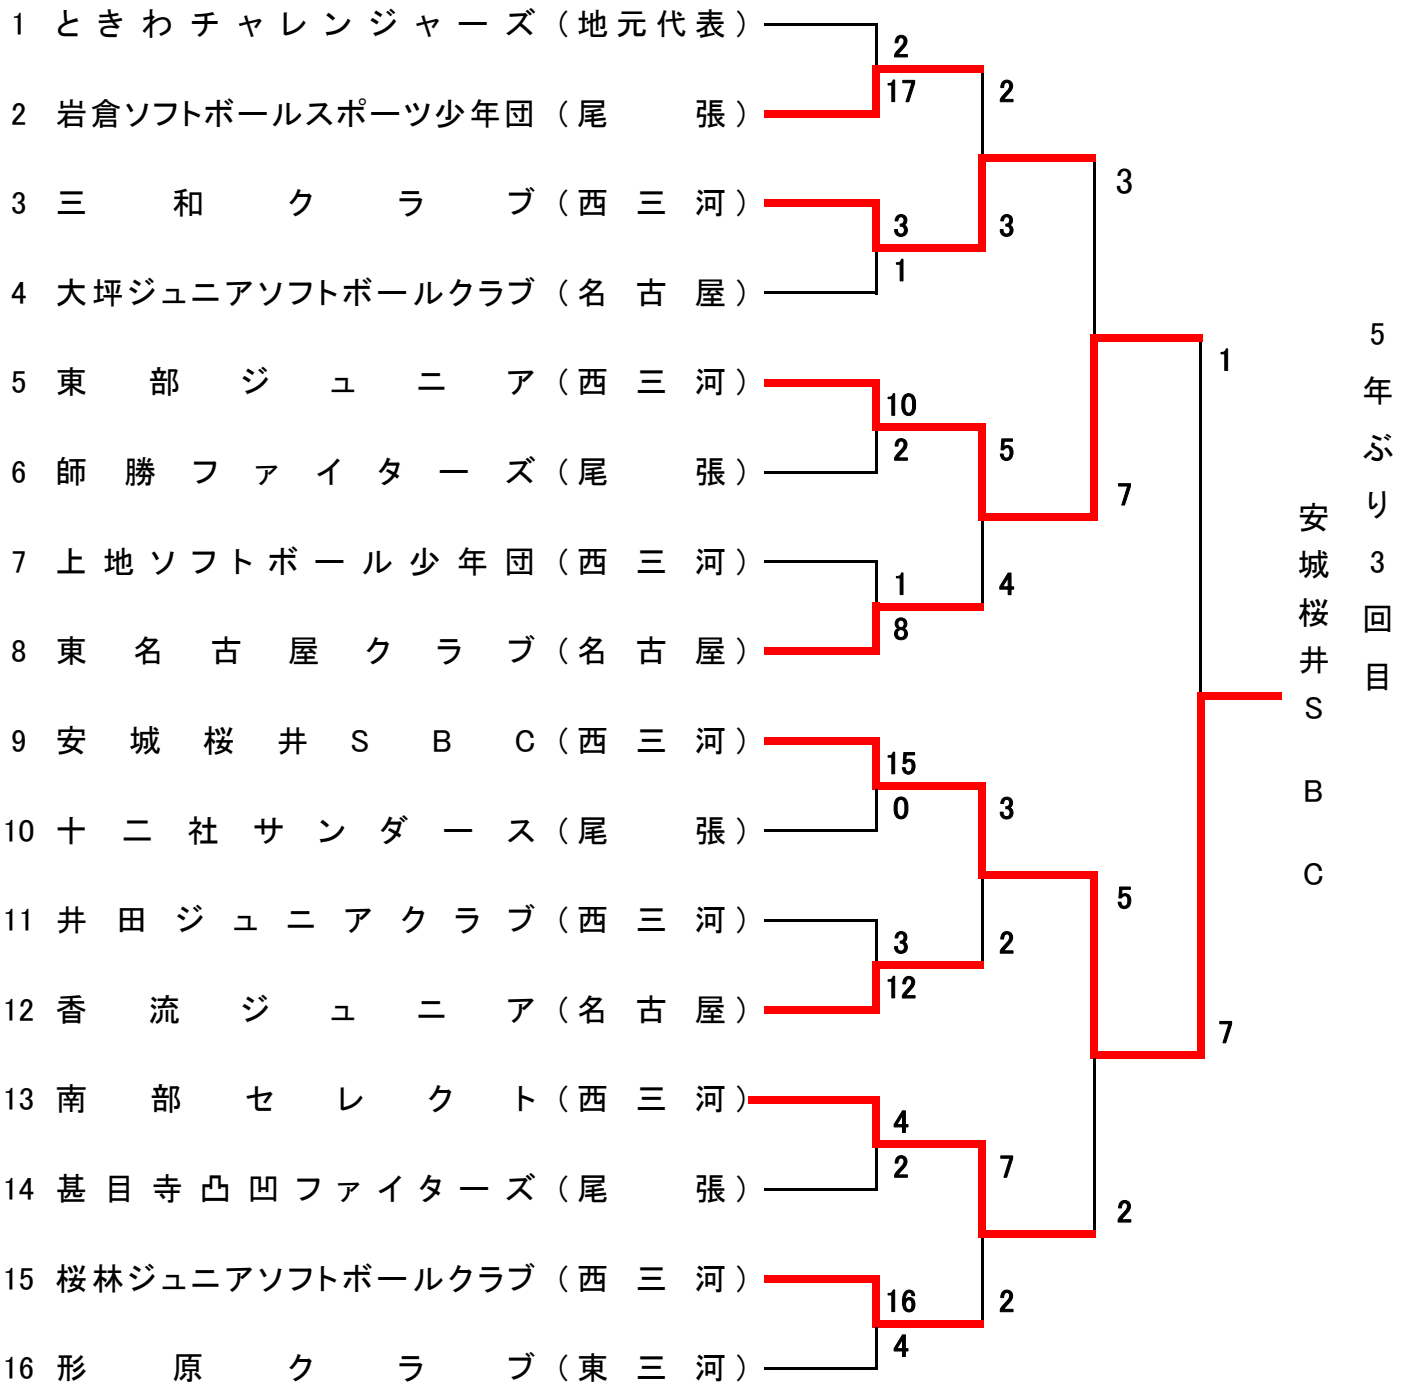 1 ときわチャレンジャーズ（地元代表）
2 岩倉ソフトボールスポーツ少年団（尾張）
3 三和クラブ（西三河）
4 大坪ジュニアソフトボールクラブ（名古屋）
5 東部ジュニア（西三河）
6 師勝ファイターズ（尾張）
7 上地ソフトボール少年団（西三河）
8 東名古屋クラブ（名古屋）
9 安城桜井SBC（西三河）
10 十二社サンダース（尾張）
11 井田ジュニアクラブ（西三河）
12 香流ジュニア（名古屋）
13 南部セレクト（西三河）
14 甚目寺凸凹ファイターズ（尾張）
15 桜林ジュニアソフトボールクラブ（西三河）
16 形原クラブ（東三河）
2
17
3
1
10
2
1
8
15
0
3
12
4
2
16
4
2
3
5
4
3
2
7
2
3
7
5
2
1
7
安城桜井SBC
5年ぶり3回目